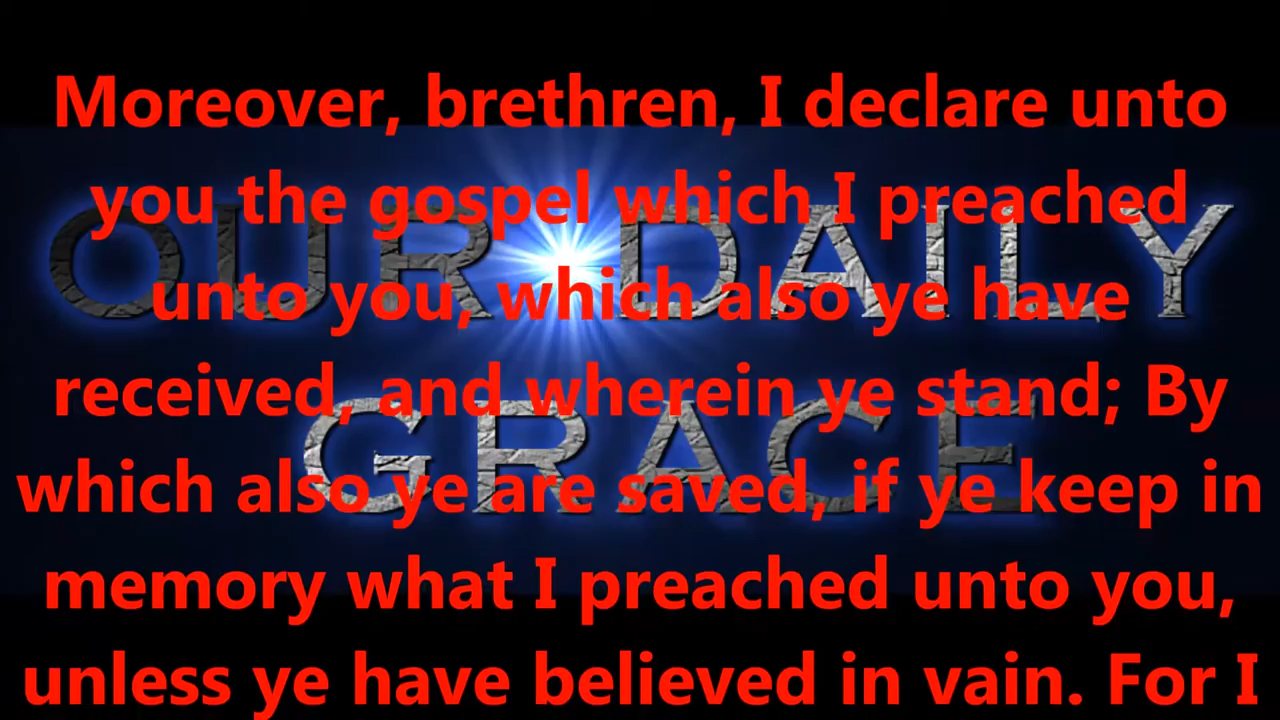 Moreover, brethren, I declare unto
you the gospel which I preached
OUR DAILY
unto you, which also ye have
received, and wherein ye stand; By
GRACE
which also ye are saved, if ye keep in
memory what I preached unto you,
unless ye have believed in vain. For I